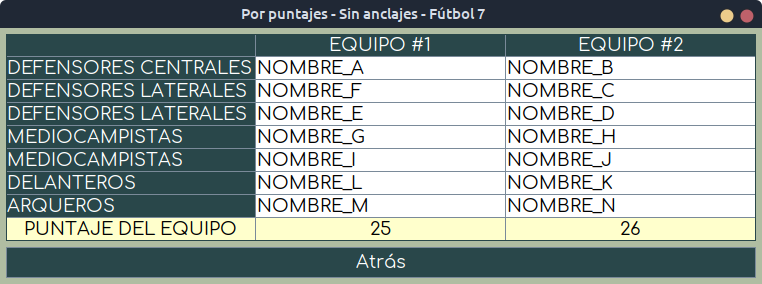 Por puntajes - Sin anclajes - Fútbol 7
EQUIPO #1 EQUIPO #2
DEFENSORES CENTRALES NOMBRE_A NOMBRE_B
DEFENSORES LATERALES NOMBRE_F NOMBRE_C
DEFENSORES LATERALES NOMBRE_E NOMBRE_D
MEDIOCAMPISTAS NOMBRE_G NOMBRE_H
MEDIOCAMPISTAS NOMBRE_I NOMBRE_J
DELANTEROS NOMBRE_L NOMBRE_K
ARQUEROS NOMBRE_M NOMBRE_N
PUNTAJE DEL EQUIPO 25 26
Atrás